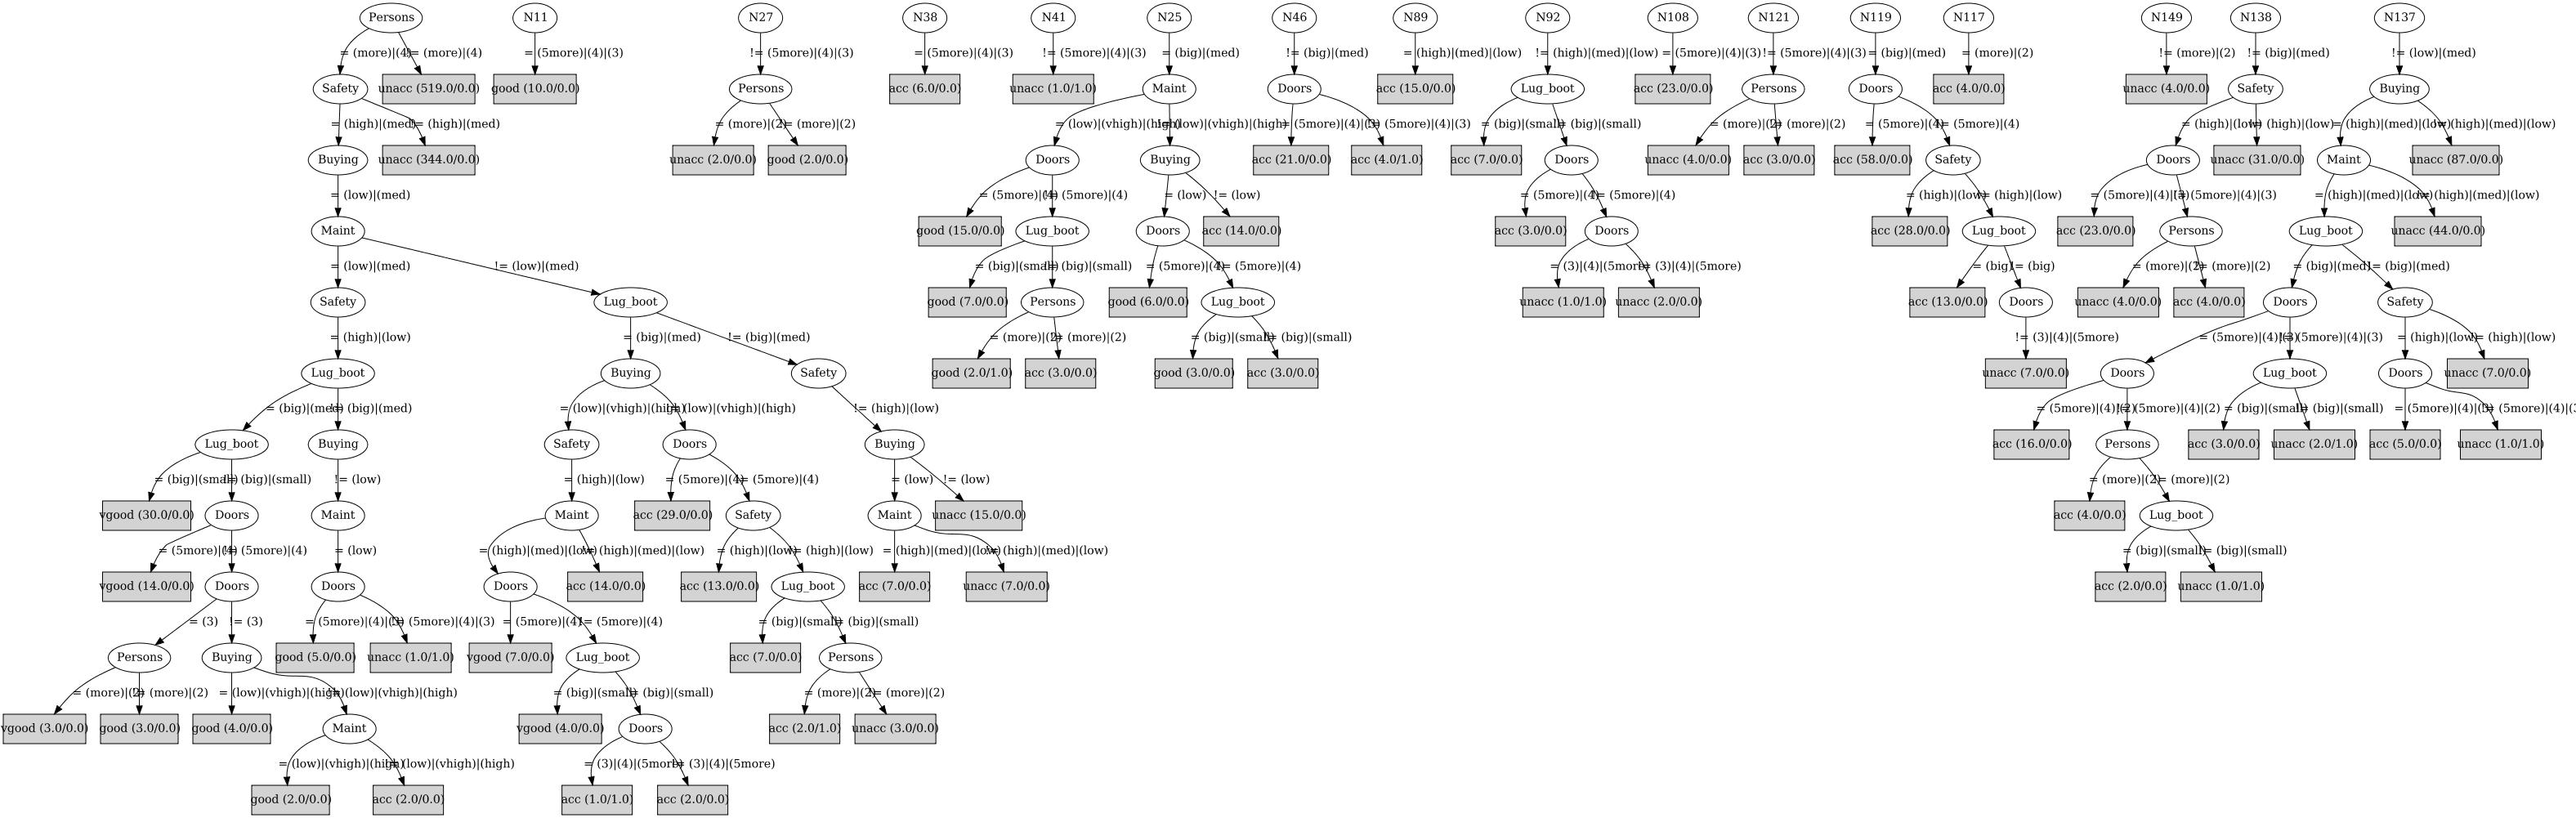 Persons N11 N27 N38 N41 N25 N46 N89 N92 N108 N121 N119 N117 N149 N138 N137
= (more)|(4) != (more)|(4) = (5more)|(4)|(3) != (5more)|(4)|(3) = (5more)|(4)|(3) != (5more)|(4)|(3) = (big)|(med) != (big)|(med) = (high)|(med)|(low) != (high)|(med)|(low) = (5more)|(4)|(3) != (5more)|(4)|(3) = (big)|(med) = (more)|(2) != (more)|(2) != (big)|(med) != (low)|(med)
Safety unacc (519.0/0.0) good (10.0/0.0) Persons acc (6.0/0.0) unacc (1.0/1.0) Maint Doors acc (15.0/0.0) Lug_boot acc (23.0/0.0) Persons Doors acc (4.0/0.0) unacc (4.0/0.0) Safety Buying
= (high)|(med) != (high)|(med) = (more)|(2) != (more)|(2) = (low)|(vhigh)|(high) != (low)|(vhigh)|(high) = (5more)|(4)|(3) != (5more)|(4)|(3) = (big)|(small) != (big)|(small) = (more)|(2) != (more)|(2) = (5more)|(4) != (5more)|(4) = (high)|(low) != (high)|(low) = (high)|(med)|(low) != (high)|(med)|(low)
Buying unacc (344.0/0.0) unacc (2.0/0.0) good (2.0/0.0) Doors Buying acc (21.0/0.0) acc (4.0/1.0) acc (7.0/0.0) Doors unacc (4.0/0.0) acc (3.0/0.0) acc (58.0/0.0) Safety Doors unacc (31.0/0.0) Maint unacc (87.0/0.0)
= (low)|(med) = (5more)|(4) != (5more)|(4) = (low) != (low) = (5more)|(4) != (5more)|(4) = (high)|(low) != (high)|(low) = (5more)|(4)|(3) != (5more)|(4)|(3) = (high)|(med)|(low) != (high)|(med)|(low)
Maint good (15.0/0.0) Lug_boot Doors acc (14.0/0.0) acc (3.0/0.0) Doors acc (28.0/0.0) Lug_boot acc (23.0/0.0) Persons Lug_boot unacc (44.0/0.0)
= (low)|(med) != (low)|(med) = (big)|(small) != (big)|(small) = (5more)|(4) != (5more)|(4) = (3)|(4)|(5more) != (3)|(4)|(5more) = (big) != (big) = (more)|(2) != (more)|(2) = (big)|(med) != (big)|(med)
Safety Lug_boot good (7.0/0.0) Persons good (6.0/0.0) Lug_boot unacc (1.0/1.0) unacc (2.0/0.0) acc (13.0/0.0) Doors unacc (4.0/0.0) acc (4.0/0.0) Doors Safety
= (high)|(low) = (big)|(med) != (big)|(med) = (more)|(2) != (more)|(2) = (big)|(small) != (big)|(small) != (3)|(4)|(5more) = (5more)|(4)|(3) != (5more)|(4)|(3) = (high)|(low) != (high)|(low)
Lug_boot Buying Safety good (2.0/1.0) acc (3.0/0.0) good (3.0/0.0) acc (3.0/0.0) unacc (7.0/0.0) Doors Lug_boot Doors unacc (7.0/0.0)
= (big)|(med) != (big)|(med) = (low)|(vhigh)|(high) != (low)|(vhigh)|(high) != (high)|(low) = (5more)|(4)|(2) != (5more)|(4)|(2) = (big)|(small) != (big)|(small) = (5more)|(4)|(3) != (5more)|(4)|(3)
Lug_boot Buying Safety Doors Buying acc (16.0/0.0) Persons acc (3.0/0.0) unacc (2.0/1.0) acc (5.0/0.0) unacc (1.0/1.0)
= (big)|(small) != (big)|(small) != (low) = (high)|(low) = (5more)|(4) != (5more)|(4) = (low) != (low) = (more)|(2) != (more)|(2)
vgood (30.0/0.0) Doors Maint Maint acc (29.0/0.0) Safety Maint unacc (15.0/0.0) acc (4.0/0.0) Lug_boot
= (5more)|(4) != (5more)|(4) = (low) = (high)|(med)|(low) != (high)|(med)|(low) = (high)|(low) != (high)|(low) = (high)|(med)|(low) != (high)|(med)|(low) = (big)|(small) != (big)|(small)
vgood (14.0/0.0) Doors Doors Doors acc (14.0/0.0) acc (13.0/0.0) Lug_boot acc (7.0/0.0) unacc (7.0/0.0) acc (2.0/0.0) unacc (1.0/1.0)
= (3) != (3) = (5more)|(4)|(3) != (5more)|(4)|(3) = (5more)|(4) != (5more)|(4) = (big)|(small) != (big)|(small)
Persons Buying good (5.0/0.0) unacc (1.0/1.0) vgood (7.0/0.0) Lug_boot acc (7.0/0.0) Persons
= (more)|(2) != (more)|(2) = (low)|(vhigh)|(high) != (low)|(vhigh)|(high) = (big)|(small) != (big)|(small) = (more)|(2) != (more)|(2)
vgood (3.0/0.0) good (3.0/0.0) good (4.0/0.0) Maint vgood (4.0/0.0) Doors acc (2.0/1.0) unacc (3.0/0.0)
= (low)|(vhigh)|(high) != (low)|(vhigh)|(high) = (3)|(4)|(5more) != (3)|(4)|(5more)
good (2.0/0.0) acc (2.0/0.0) acc (1.0/1.0) acc (2.0/0.0)